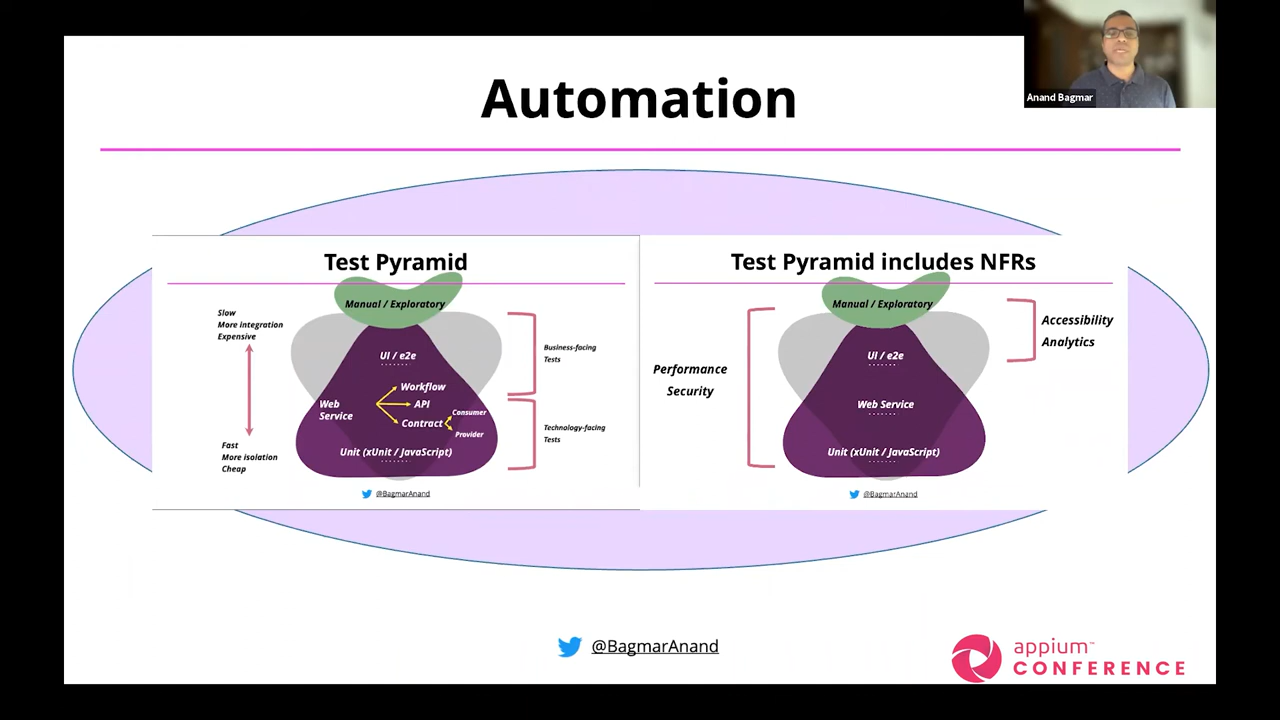 Anand Bagmar
Automation
Test Pyramid
Manual / Exploratory
Slow
More integration
Expensive
UI / e2e
Business-facing
Tests
Workflow
Web
Service
API
Consumer
Contract
Provider
Technology-facing
Tests
Fast
More isolation
Cheap
Unit (xUnit / JavaScript)
@BagmarAnand
Test Pyramid includes NFRs
Manual / Exploratory
Accessibility
Analytics
UI / e2e
Performance
Security
Web Service
Unit (xUnit / JavaScript)
@BagmarAnand
@BagmarAnand
appium™
CONFERENCE